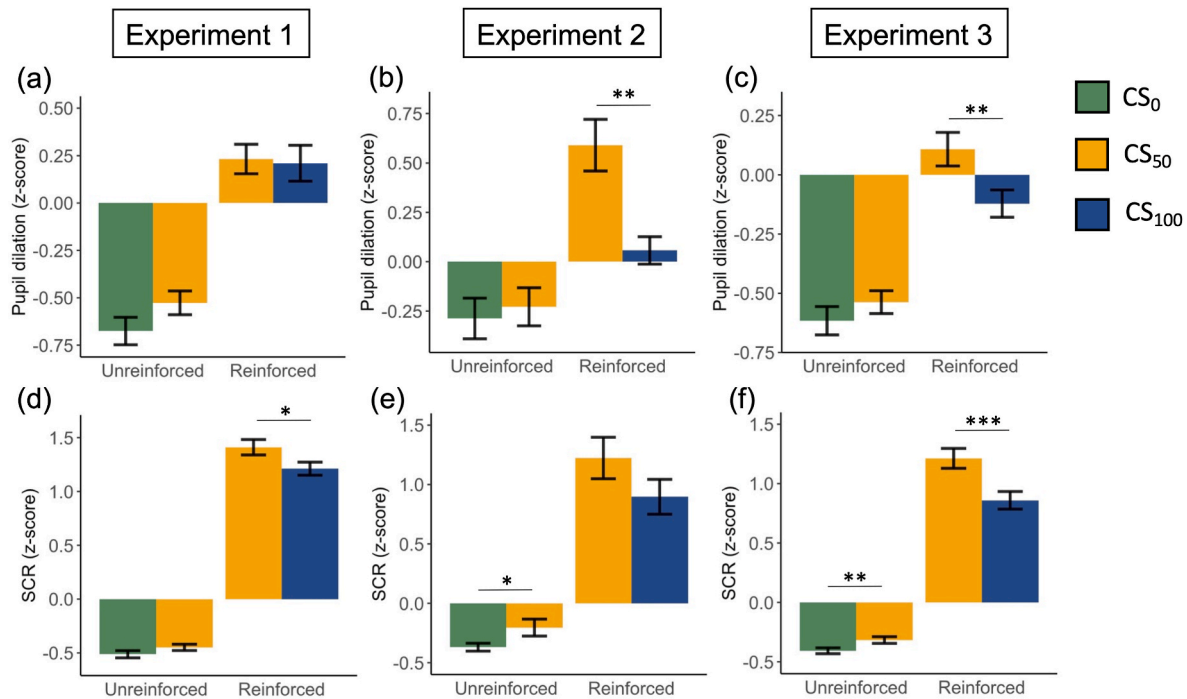 Experiment 1
Experiment 2
Experiment 3
(a)
Pupil dilation (z-score)
0.50
0.25
0.00
-0.25
-0.50
-0.75
Unreinforced Reinforced
(b)
**
Pupil dilation (z-score)
0.75
0.50
0.25
0.00
-0.25
Unreinforced Reinforced
(c)
**
Pupil dilation (z-score)
0.25
0.00
-0.25
-0.50
-0.75
Unreinforced Reinforced
CS₀
CS₅₀
CS₁₀₀
(d)
*
SCR (z-score)
1.5
1.0
0.5
0.0
-0.5
Unreinforced Reinforced
(e)
*
SCR (z-score)
1.5
1.0
0.5
0.0
-0.5
Unreinforced Reinforced
(f)
***
**
SCR (z-score)
1.5
1.0
0.5
0.0
-0.5
Unreinforced Reinforced